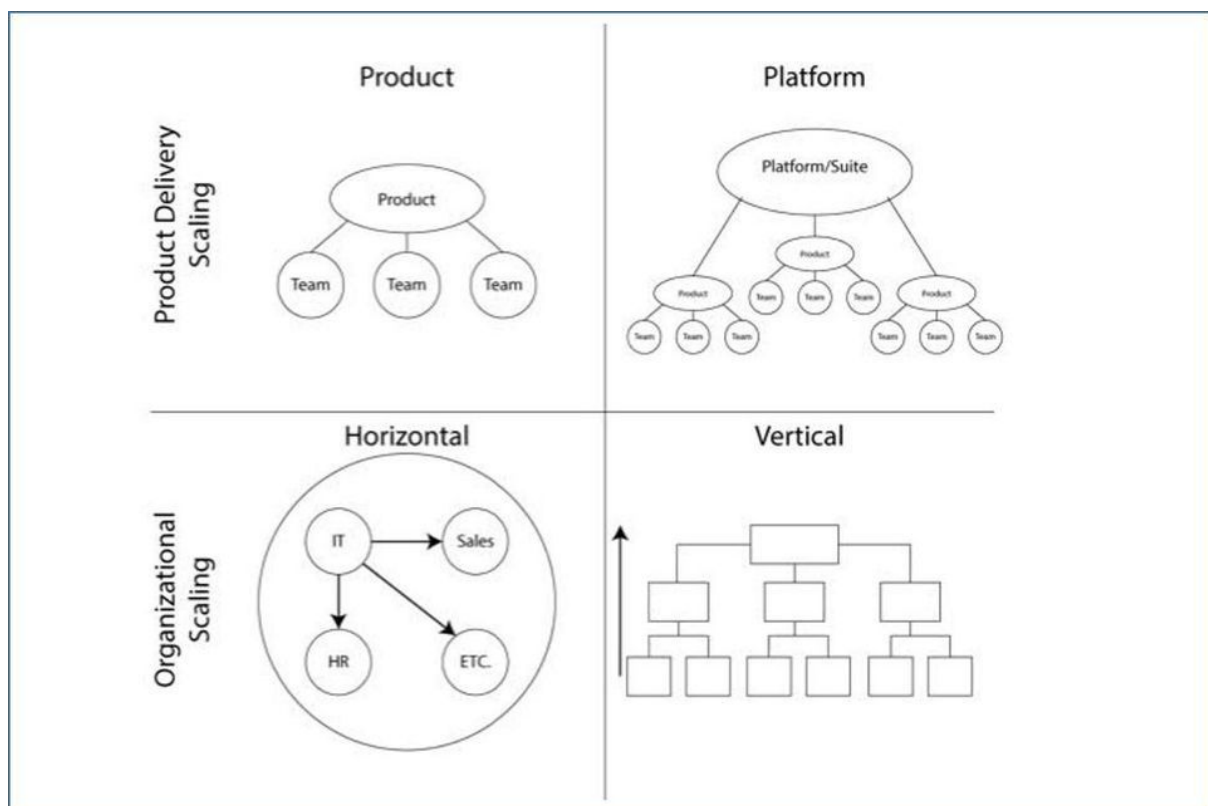 Product
Platform
Product Delivery
Scaling
Product
Team
Team
Team
Platform/Suite
Product
Team
Team
Team
Product
Team
Team
Team
Product
Team
Team
Team
Horizontal
Vertical
Organizational
Scaling
IT
Sales
HR
ETC.